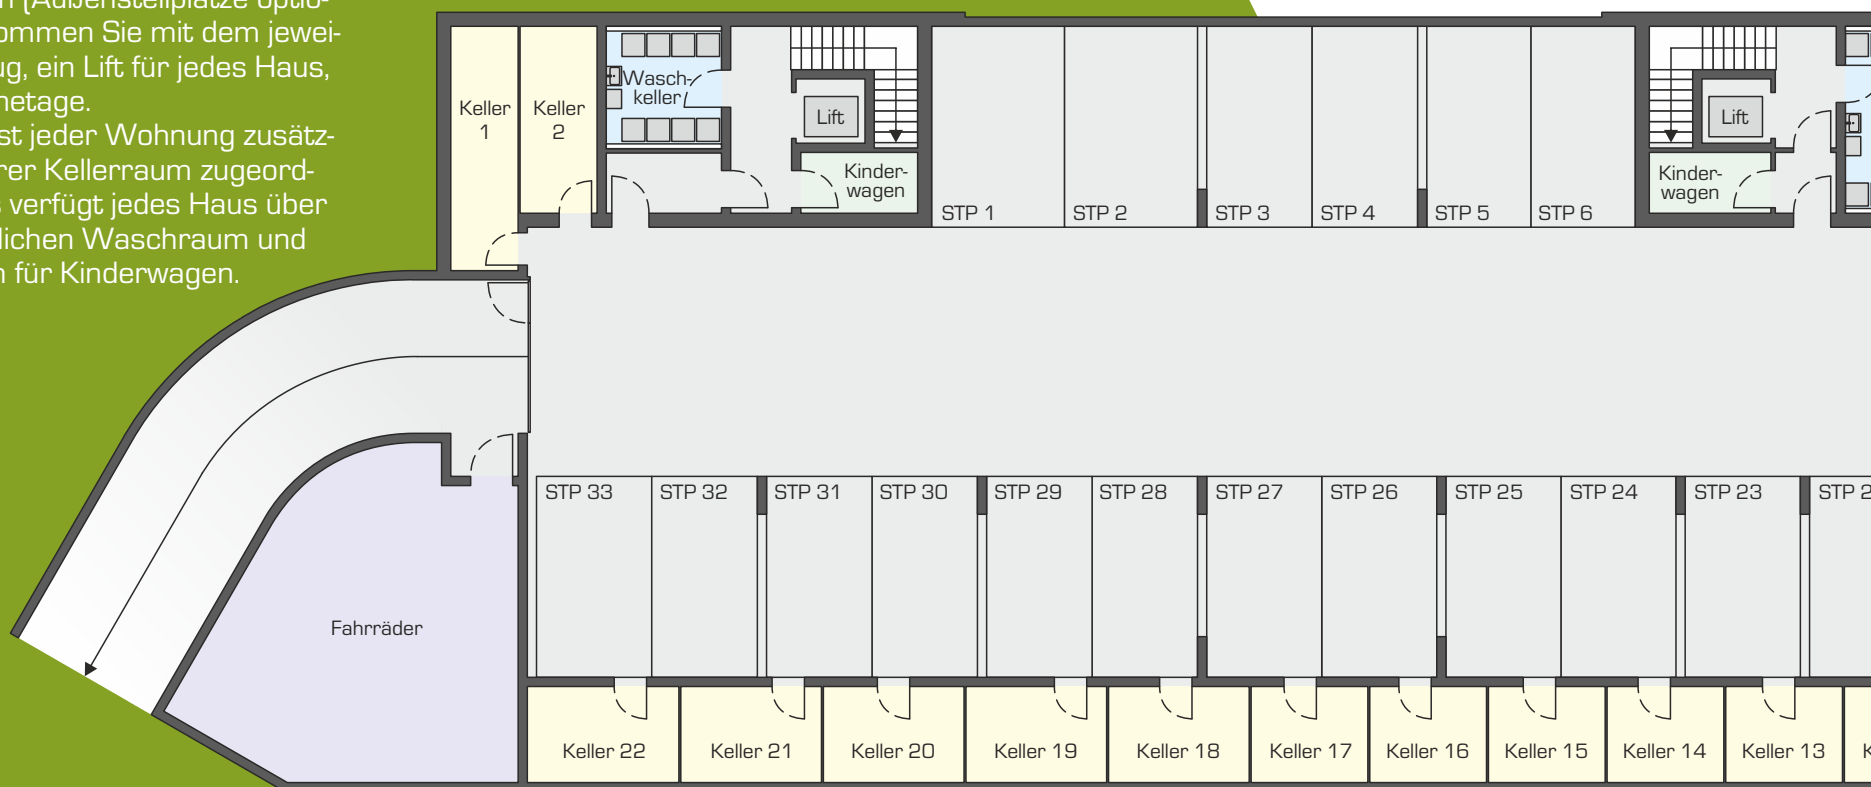 (Außenstellplätze optio-
ommen Sie mit dem jewei-
ug, ein Lift für jedes Haus,
netage.
st jeder Wohnung zusätz-
rer Kellerraum zugeord-
s verfügt jedes Haus über
lichen Waschraum und
für Kinderwagen.
Keller
1
Keller
2
Wasch-
keller
Lift
Kinder-
wagen
STP 1
STP 2
STP 3
STP 4
STP 5
STP 6
Lift
Kinder-
wagen
STP 33
STP 32
STP 31
STP 30
STP 29
STP 28
STP 27
STP 26
STP 25
STP 24
STP 23
STP 2
Fahrräder
Keller 22
Keller 21
Keller 20
Keller 19
Keller 18
Keller 17
Keller 16
Keller 15
Keller 14
Keller 13
K